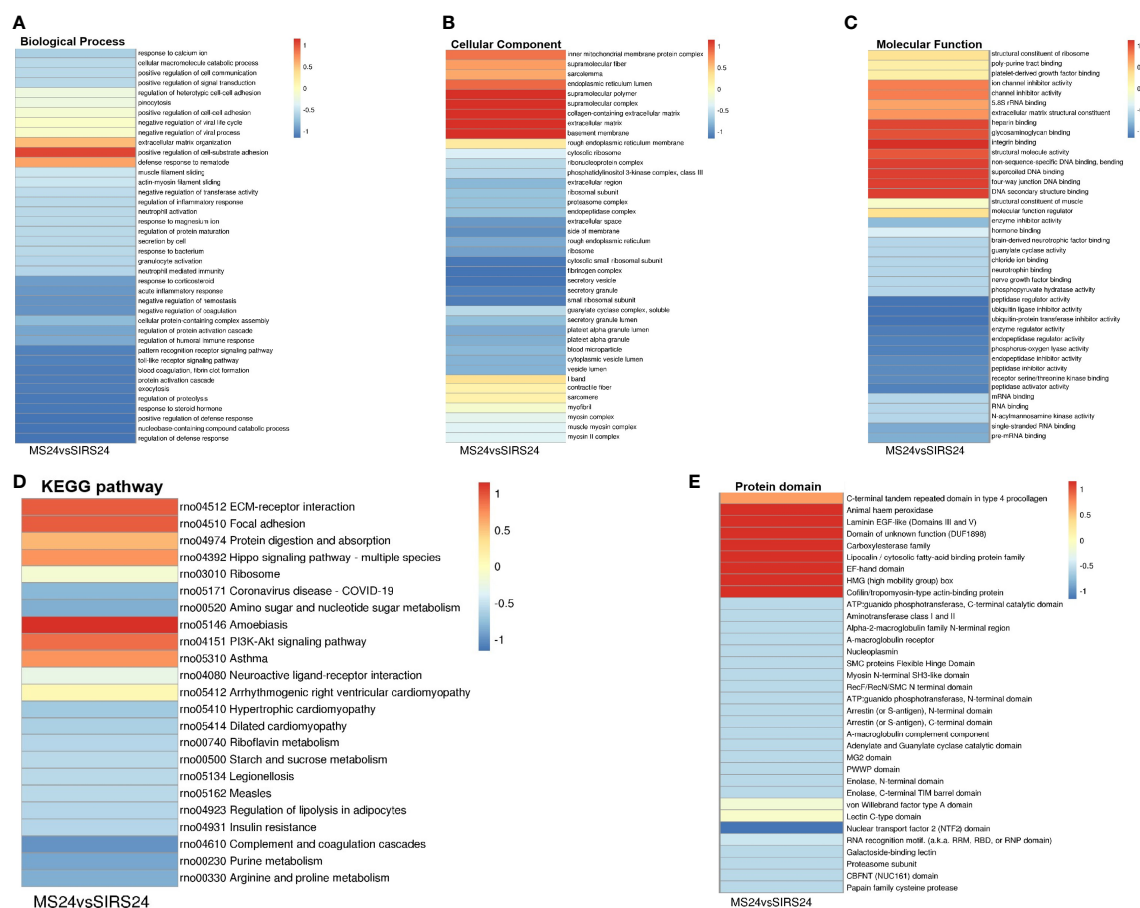 A
Biological Process
response to calcium ion
cellular macromolecule catabolic process
positive regulation of cell communication
positive regulation of signal transduction
regulation of heterotypic cell-cell adhesion
pinocytosis
positive regulation of cell-cell adhesion
negative regulation of viral life cycle
negative regulation of viral process
extracellular matrix organization
positive regulation of cell-substrate adhesion
defense response to nematode
muscle filament sliding
actin-myosin filament sliding
negative regulation of transferase activity
regulation of inflammatory response
neutrophil activation
response to magnesium ion
regulation of protein maturation
secretion by cell
response to bacterium
granulocyte activation
neutrophil mediated immunity
response to corticosteroid
acute inflammatory response
negative regulation of hemostasis
negative regulation of coagulation
cellular protein-containing complex assembly
regulation of protein activation cascade
regulation of humoral immune response
pattern recognition receptor signaling pathway
toll-like receptor signaling pathway
blood coagulation, fibrin clot formation
protein activation cascade
exocytosis
regulation of proteolysis
response to steroid hormone
positive regulation of defense response
nucleobase-containing compound catabolic process
regulation of defense response
MS24vsSIRS24
1
0.5
0
-0.5
-1
B
Cellular Component
inner mitochondrial membrane protein complex
supramolecular fiber
sarcolemma
endoplasmic reticulum lumen
supramolecular polymer
supramolecular complex
collagen-containing extracellular matrix
extracellular matrix
basement membrane
rough endoplasmic reticulum membrane
cytosolic ribosome
ribonucleoprotein complex
phosphatidylinositol 3-kinase complex, class III
extracellular region
proteasome complex
endopeptidase complex
extracellular space
side of membrane
rough endoplasmic reticulum
ribosome
cytosolic small ribosomal subunit
fibrinogen complex
secretory vesicle
secretory granule
small ribosomal subunit
guanylate cyclase complex, soluble
secretory granule lumen
platelet alpha granule lumen
platelet alpha granule
blood microparticle
cytoplasmic vesicle lumen
vesicle lumen
I band
contractile fiber
sarcomere
myofibril
myosin complex
muscle myosin complex
myosin II complex
MS24vsSIRS24
1
0.5
0
-0.5
-1
C
Molecular Function
structural constituent of ribosome
poly-purine tract binding
platelet-derived growth factor binding
ion channel inhibitor activity
channel inhibitor activity
5.8S rRNA binding
extracellular matrix structural constituent
heparin binding
glycosaminoglycan binding
integrin binding
structural molecule activity
non-sequence-specific DNA binding, bending
supercoiled DNA binding
four-way junction DNA binding
DNA secondary structure binding
structural constituent of muscle
molecular function regulator
enzyme inhibitor activity
hormone binding
brain-derived neurotrophic factor binding
guanylate cyclase activity
chloride ion binding
neurotrophin binding
nerve growth factor binding
phosphopyruvate hydratase activity
peptidase regulator activity
ubiquitin ligase inhibitor activity
ubiquitin-protein transferase inhibitor activity
enzyme regulator activity
endopeptidase regulator activity
phosphorus-oxygen lyase activity
endopeptidase inhibitor activity
peptidase inhibitor activity
receptor serine/threonine kinase binding
peptidase activator activity
mRNA binding
RNA binding
N-acylmannosamine kinase activity
single-stranded RNA binding
pre-mRNA binding
MS24vsSIRS24
1
0.5
0
-0.5
-1
D
KEGG pathway
rno04512 ECM-receptor interaction
rno04510 Focal adhesion
rno04974 Protein digestion and absorption
rno04392 Hippo signaling pathway - multiple species
rno03010 Ribosome
rno05171 Coronavirus disease - COVID-19
rno00520 Amino sugar and nucleotide sugar metabolism
rno05146 Amoebiasis
rno04151 PI3K-Akt signaling pathway
rno05310 Asthma
rno04080 Neuroactive ligand-receptor interaction
rno05412 Arrhythmogenic right ventricular cardiomyopathy
rno05410 Hypertrophic cardiomyopathy
rno05414 Dilated cardiomyopathy
rno00740 Riboflavin metabolism
rno00500 Starch and sucrose metabolism
rno05134 Legionellosis
rno05162 Measles
rno04923 Regulation of lipolysis in adipocytes
rno04931 Insulin resistance
rno04610 Complement and coagulation cascades
rno00230 Purine metabolism
rno00330 Arginine and proline metabolism
MS24vsSIRS24
1
0.5
0
-0.5
-1
E
Protein domain
C-terminal tandem repeated domain in type 4 procollagen
Animal haem peroxidase
Laminin EGF-like (Domains III and V)
Domain of unknown function (DUF1898)
Carboxylesterase family
Lipocalin / cytosolic fatty-acid binding protein family
EF-hand domain
HMG (high mobility group) box
Cofilin/tropomyosin-type actin-binding protein
ATP:guanido phosphotransferase, C-terminal catalytic domain
Aminotransferase class I and II
Alpha-2-macroglobulin family N-terminal region
A-macroglobulin receptor
Nucleoplasmin
SMC proteins Flexible Hinge Domain
Myosin N-terminal SH3-like domain
RecF/RecN/SMC N terminal domain
ATP:guanido phosphotransferase, N-terminal domain
Arrestin (or S-antigen), N-terminal domain
Arrestin (or S-antigen), C-terminal domain
A-macroglobulin complement component
Adenylate and Guanylate cyclase catalytic domain
MG2 domain
PWWP domain
Enolase, N-terminal domain
Enolase, C-terminal TIM barrel domain
von Willebrand factor type A domain
Lectin C-type domain
Nuclear transport factor 2 (NTF2) domain
RNA recognition motif. (a.k.a. RRM, RBD, or RNP domain)
Galactoside-binding lectin
Proteasome subunit
CBFNT (NUC161) domain
Papain family cysteine protease
MS24vsSIRS24
1
0.5
0
-0.5
-1